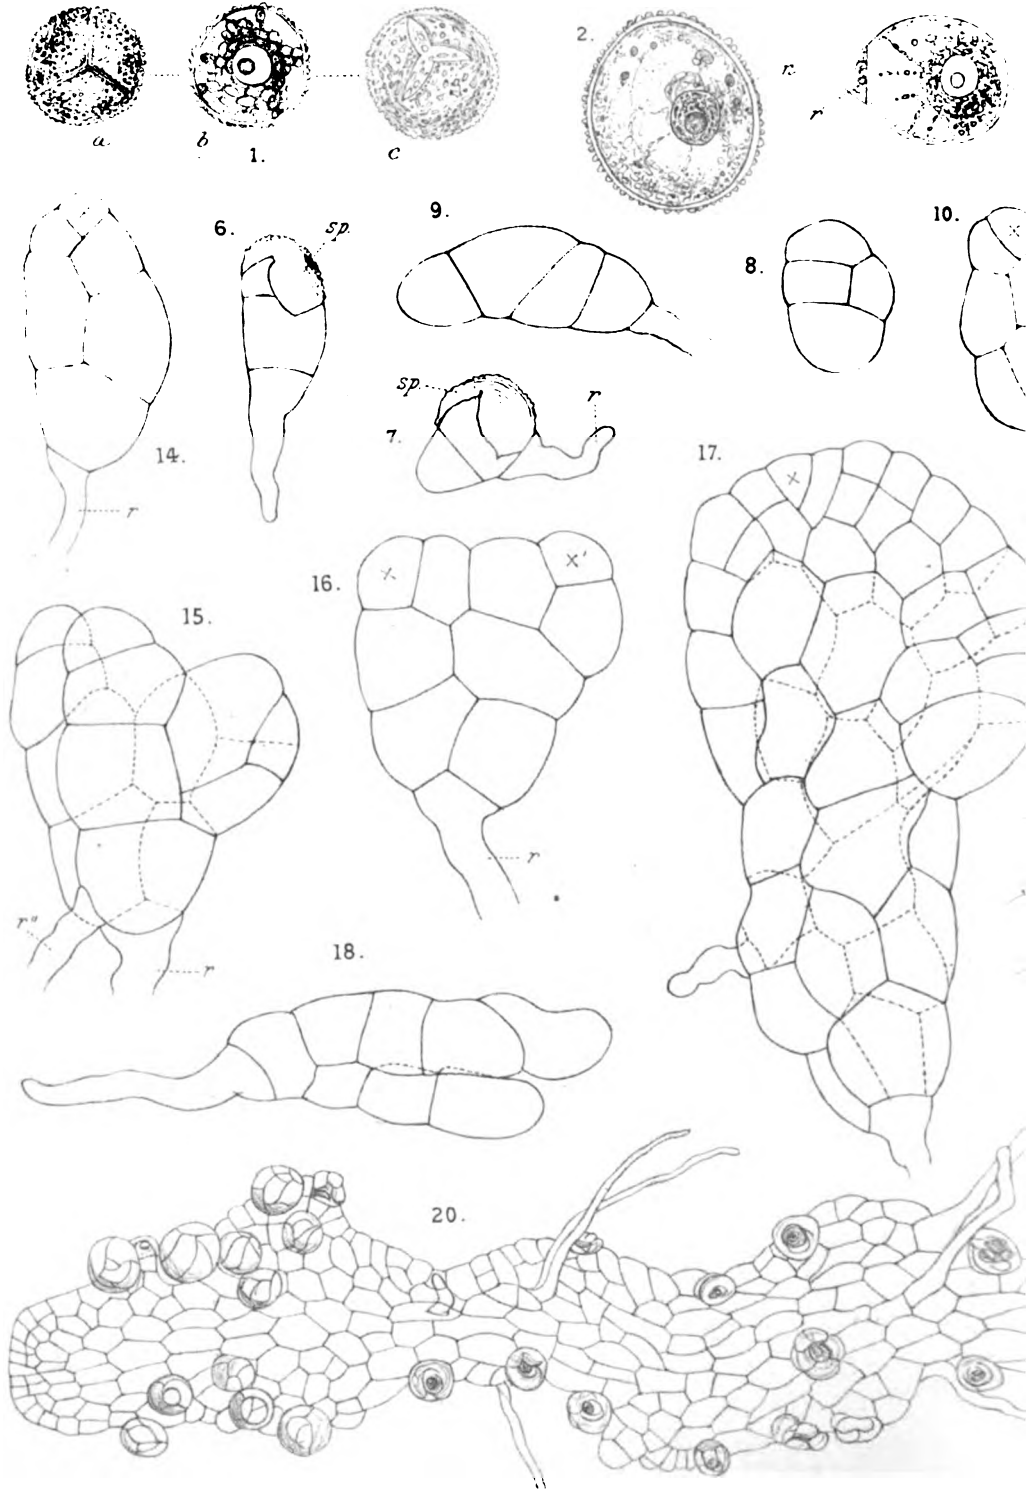 2.
n
r
a
b
1.
c
6.
sp.
9.
8.
10.
x
sp.
r
7.
14.
r
17.
x
16.
x
x'
15.
r
18.
r"
r
20.